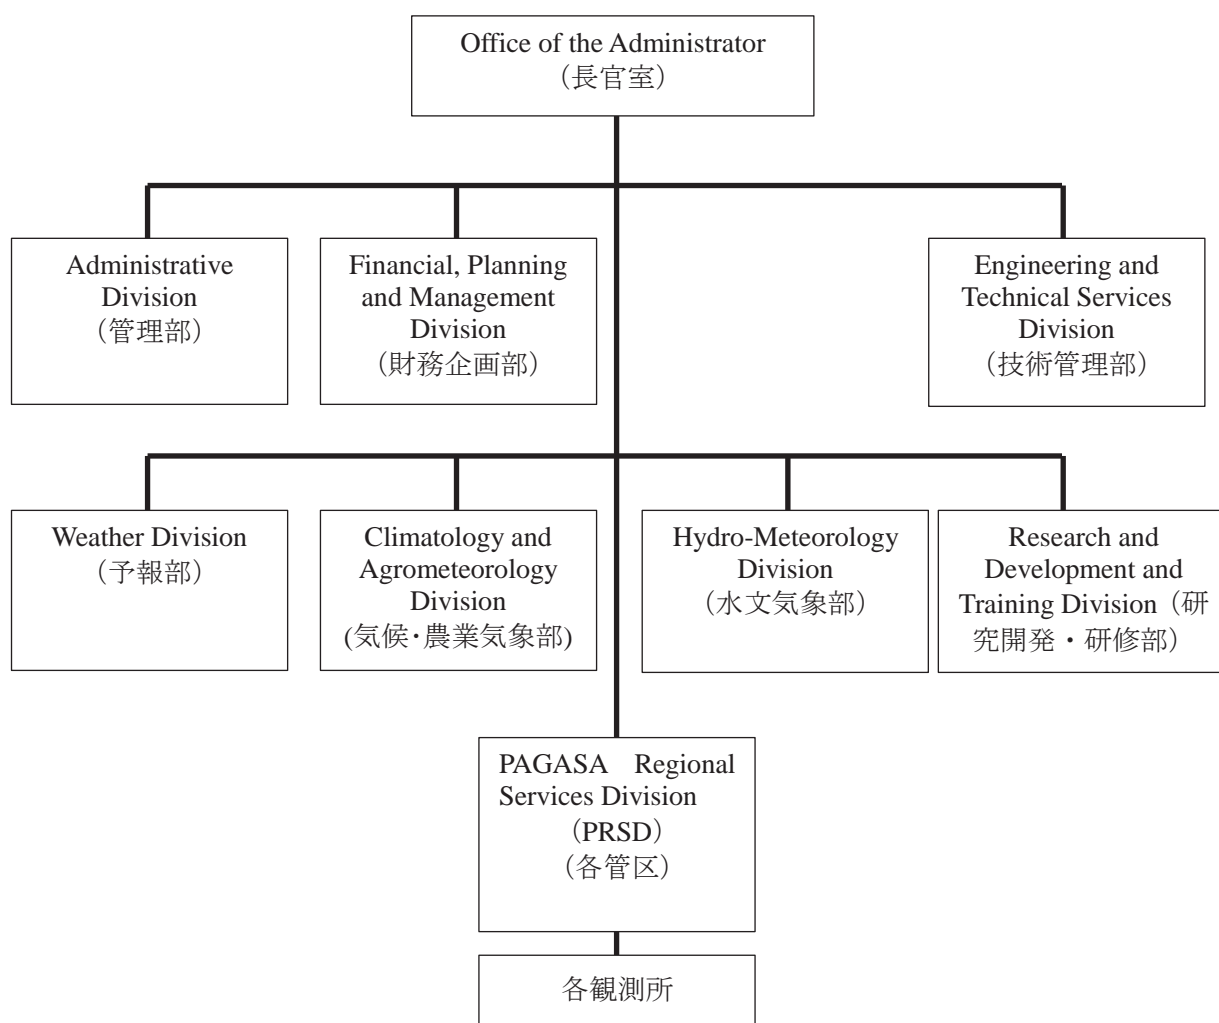 Office of the Administrator
（長官室）
Administrative
Division
（管理部）
Financial, Planning
and Management
Division
（財務企画部）
Engineering and
Technical Services
Division
（技術管理部）
Weather Division
（予報部）
Climatology and
Agrometeorology
Division
(気候・農業気象部)
Hydro-Meteorology
Division
（水文気象部）
Research and
Development and
Training Division（研
究開発・研修部）
PAGASA Regional
Services Division
（PRSD）
（各管区）
各観測所